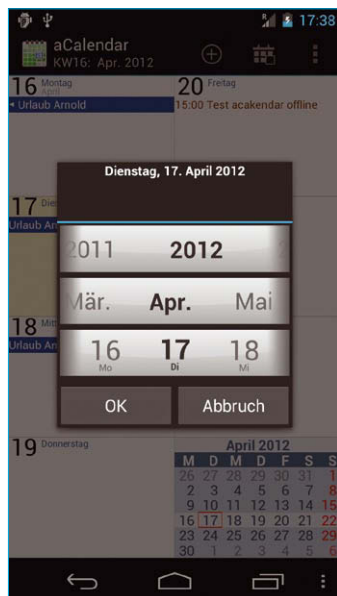 17:38
aCalendar
KW16: Apr. 2012
16 Montag
April
Urlaub Arnold
20 Freitag
15:00 Test acakendar offline
Dienstag, 17. April 2012
17 Die
Urlaub Ar
2011 2012
Mär. Apr. Mai
18 Mitt
Urlaub Ar
16 17 18
Mo Di Mi
OK Abbruch
19 Donnerstag
April 2012
M D M D F S S
26 27 28 29 30 31 1
2 3 4 5 6 7 8
9 10 11 12 13 14 15
16 17 18 19 20 21 22
23 24 25 26 27 28 29
30 1 2 3 4 5 6